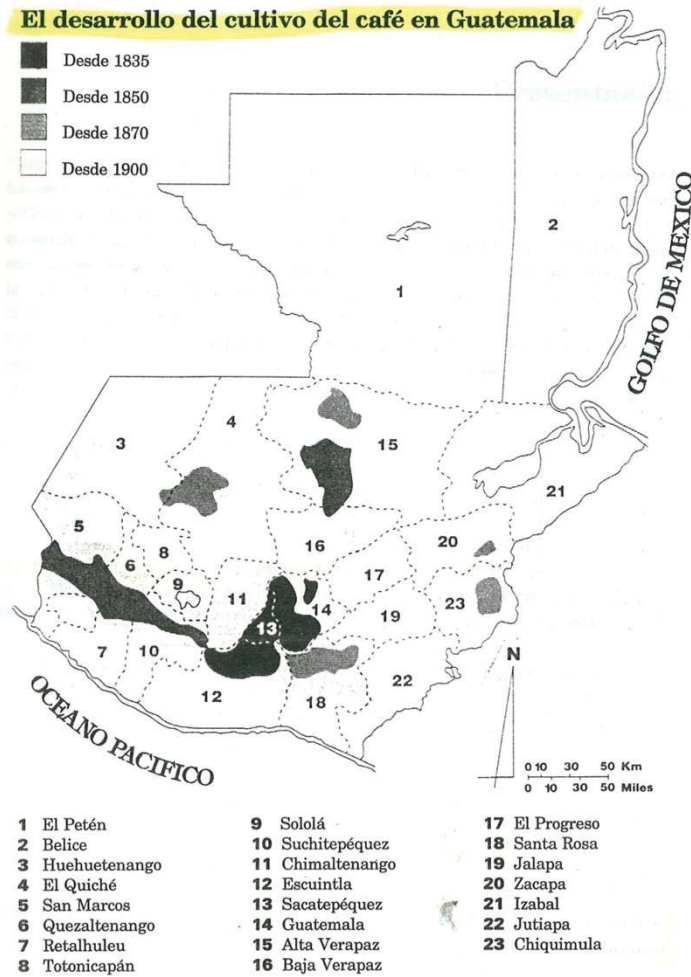 El desarrollo del cultivo del café en Guatemala
Desde 1835
Desde 1850
Desde 1870
Desde 1900
1
2
GOLFO DE MEXICO
3
4
15
21
5
6
8
16
20
9
11
17
14
23
13
19
7
10
12
18
22
N
OCEANO PACIFICO
0 10 30 50 Km
0 10 30 50 Miles
1 El Petén
2 Belice
3 Huehuetenango
4 El Quiché
5 San Marcos
6 Quezaltenango
7 Retalhuleu
8 Totonicapán
9 Sololá
10 Suchitepéquez
11 Chimaltenango
12 Escuintla
13 Sacatepéquez
14 Guatemala
15 Alta Verapaz
16 Baja Verapaz
17 El Progreso
18 Santa Rosa
19 Jalapa
20 Zacapa
21 Izabal
22 Jutiapa
23 Chiquimula